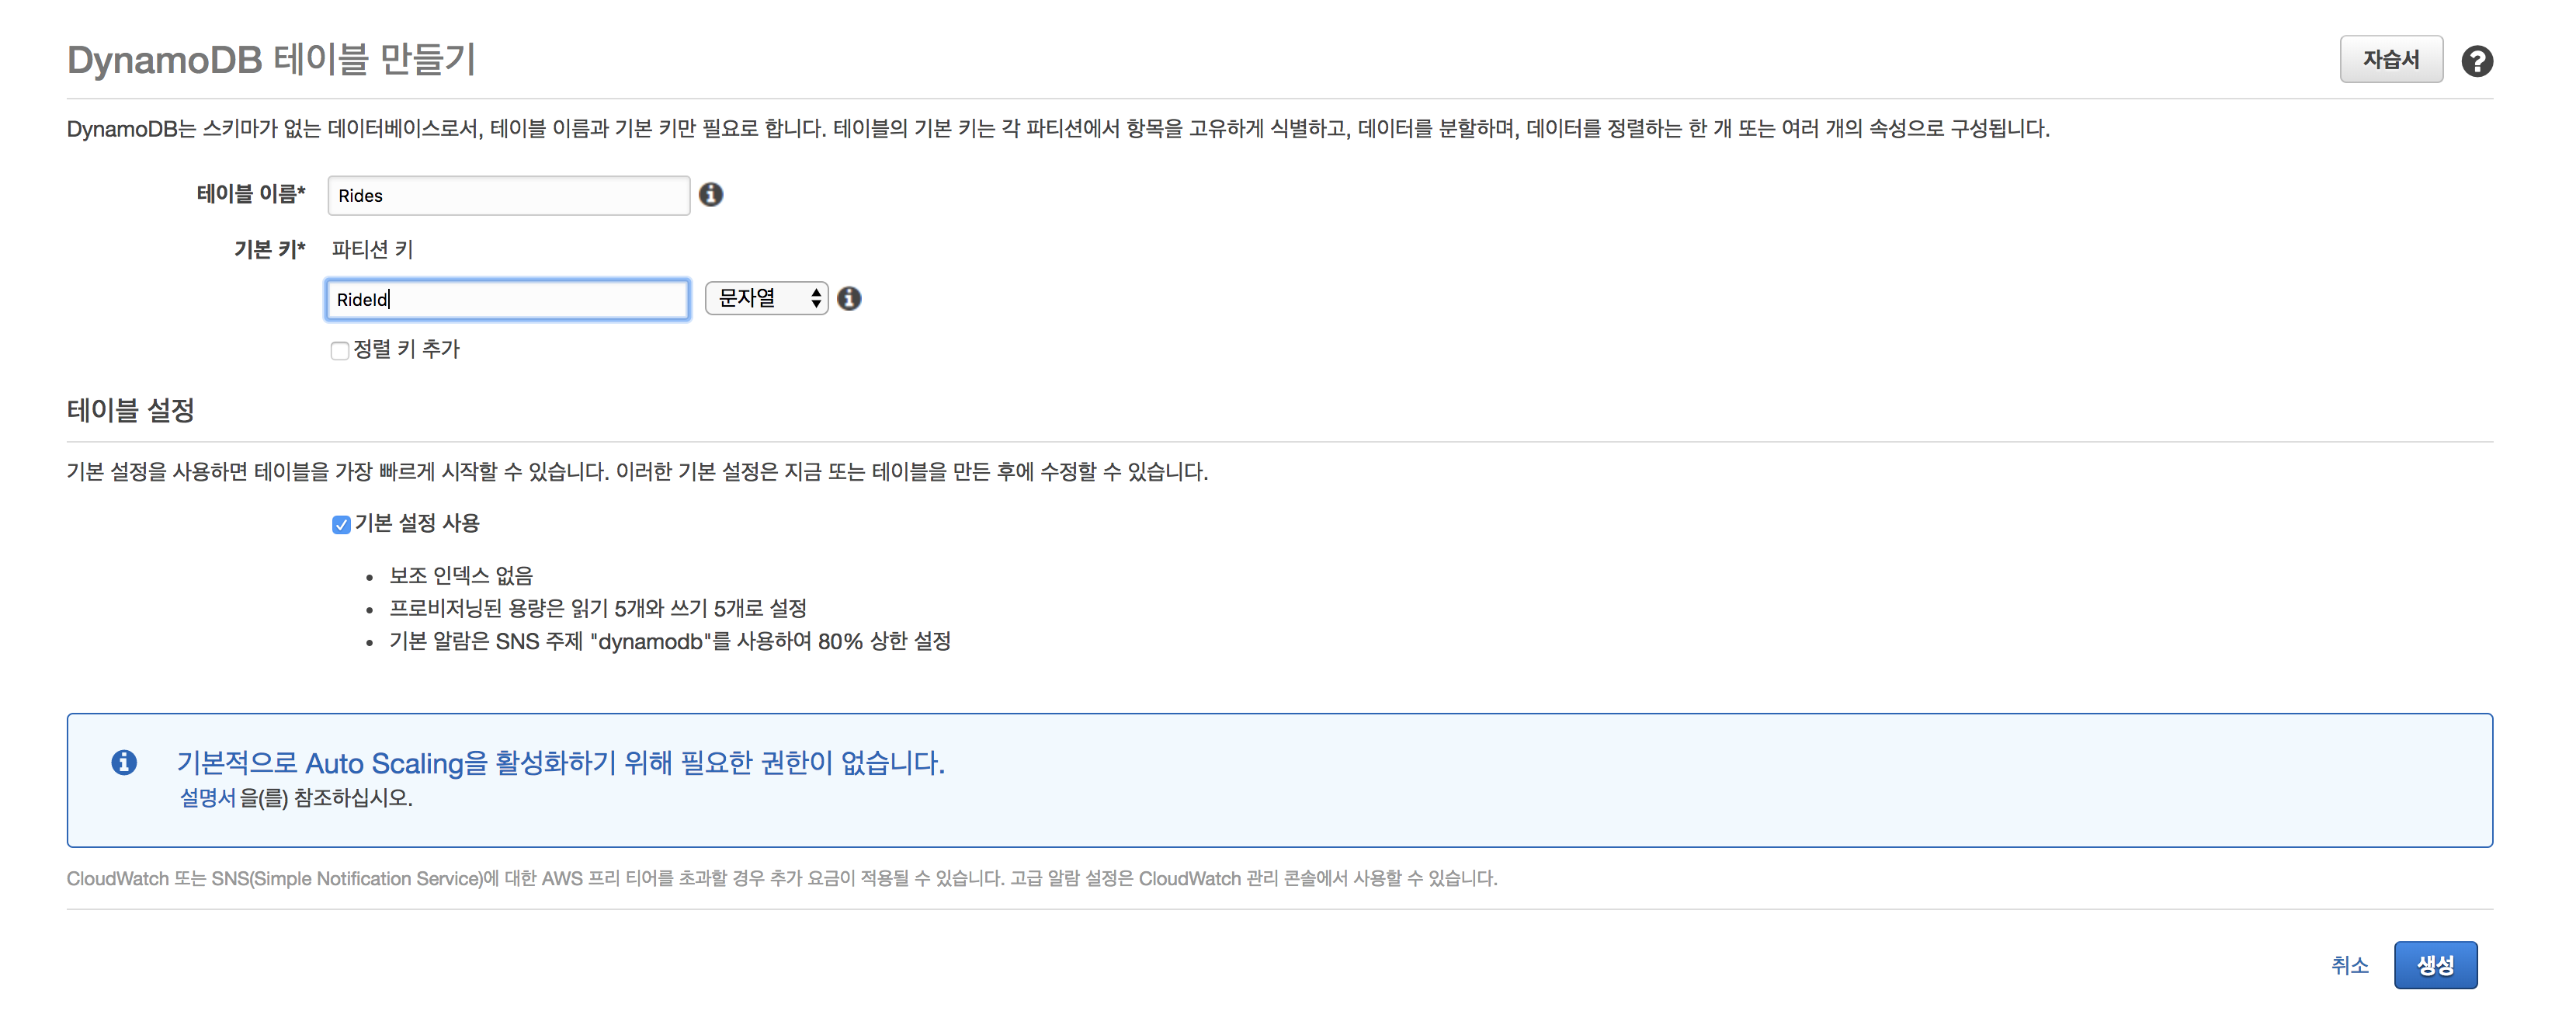 DynamoDB 테이블 만들기
자습서
DynamoDB는 스키마가 없는 데이터베이스로서, 테이블 이름과 기본 키만 필요로 합니다. 테이블의 기본 키는 각 파티션에서 항목을 고유하게 식별하고, 데이터를 분할하며, 데이터를 정렬하는 한 개 또는 여러 개의 속성으로 구성됩니다.
테이블 이름* Rides
기본 키* 파티션 키
RideId 문자열
정렬 키 추가
테이블 설정
기본 설정을 사용하면 테이블을 가장 빠르게 시작할 수 있습니다. 이러한 기본 설정은 지금 또는 테이블을 만든 후에 수정할 수 있습니다.
기본 설정 사용
• 보조 인덱스 없음
• 프로비저닝된 용량은 읽기 5개와 쓰기 5개로 설정
• 기본 알람은 SNS 주제 "dynamodb"를 사용하여 80% 상한 설정
기본적으로 Auto Scaling을 활성화하기 위해 필요한 권한이 없습니다.
설명서 을(를) 참조하십시오.
CloudWatch 또는 SNS(Simple Notification Service)에 대한 AWS 프리 티어를 초과할 경우 추가 요금이 적용될 수 있습니다. 고급 알람 설정은 CloudWatch 관리 콘솔에서 사용할 수 있습니다.
취소 생성